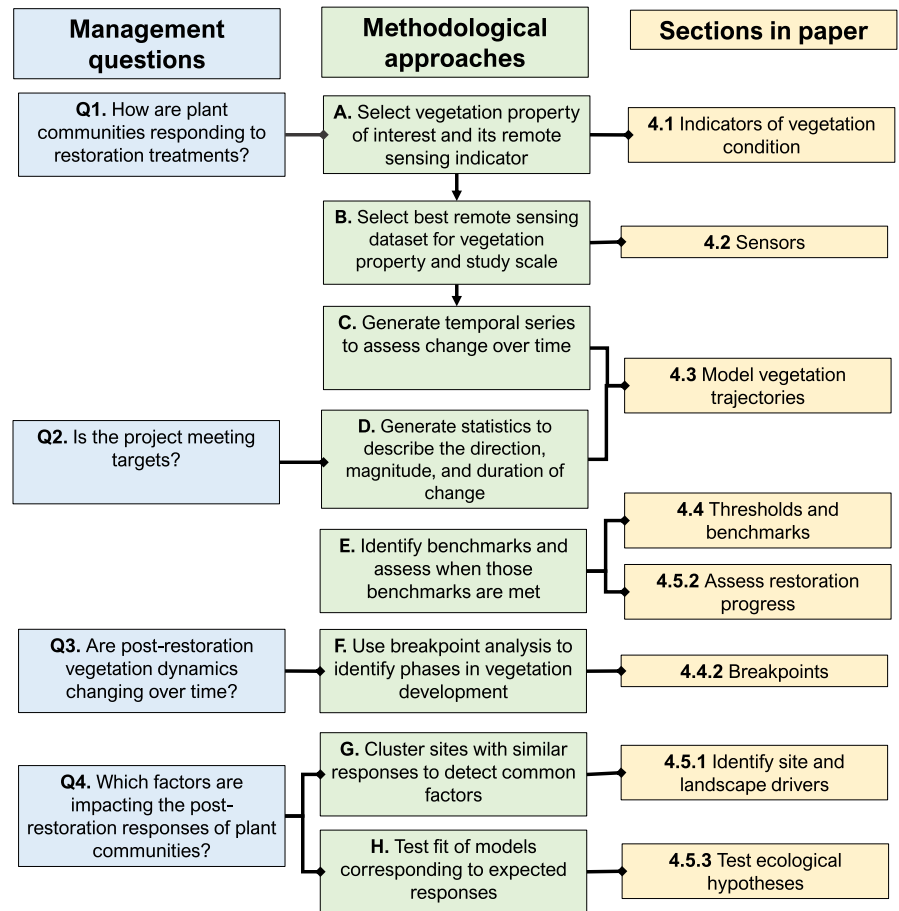 Management
questions
Methodological
approaches
Sections in paper
Q1. How are plant
communities responding to
restoration treatments?
A. Select vegetation property
of interest and its remote
sensing indicator
4.1 Indicators of vegetation
condition
B. Select best remote sensing
dataset for vegetation
property and study scale
4.2 Sensors
C. Generate temporal series
to assess change over time
4.3 Model vegetation
trajectories
Q2. Is the project meeting
targets?
D. Generate statistics to
describe the direction,
magnitude, and duration of
change
4.4 Thresholds and
benchmarks
E. Identify benchmarks and
assess when those
benchmarks are met
4.5.2 Assess restoration
progress
Q3. Are post-restoration
vegetation dynamics
changing over time?
F. Use breakpoint analysis to
identify phases in vegetation
development
4.4.2 Breakpoints
G. Cluster sites with similar
responses to detect common
factors
4.5.1 Identify site and
landscape drivers
Q4. Which factors are
impacting the post-
restoration responses of plant
communities?
H. Test fit of models
corresponding to expected
responses
4.5.3 Test ecological
hypotheses